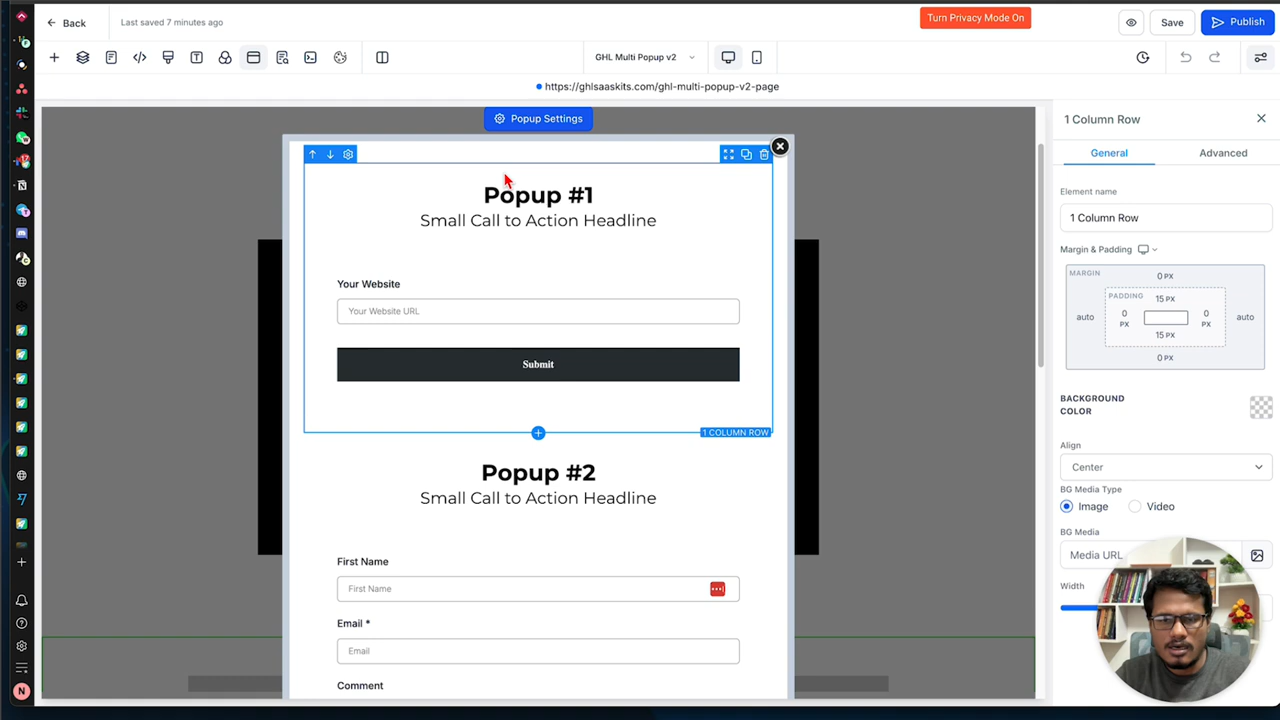 Back
Last saved 7 minutes ago
Turn Privacy Mode On
Save
Publish
GHL Multi Popup v2
https://ghlsaaskits.com/ghl-multi-popup-v2-page
Popup Settings
Popup #1
Small Call to Action Headline
Your Website
Your Website URL
Submit
1 COLUMN ROW
Popup #2
Small Call to Action Headline
First Name
First Name
Email *
Email
Comment
1 Column Row
General
Advanced
Element name
1 Column Row
Margin & Padding
MARGIN
0 PX
PADDING
15 PX
auto
0
PX
0
PX
auto
15 PX
0 PX
BACKGROUND
COLOR
Align
Center
BG Media Type
Image
Video
BG Media
Media URL
Width
N